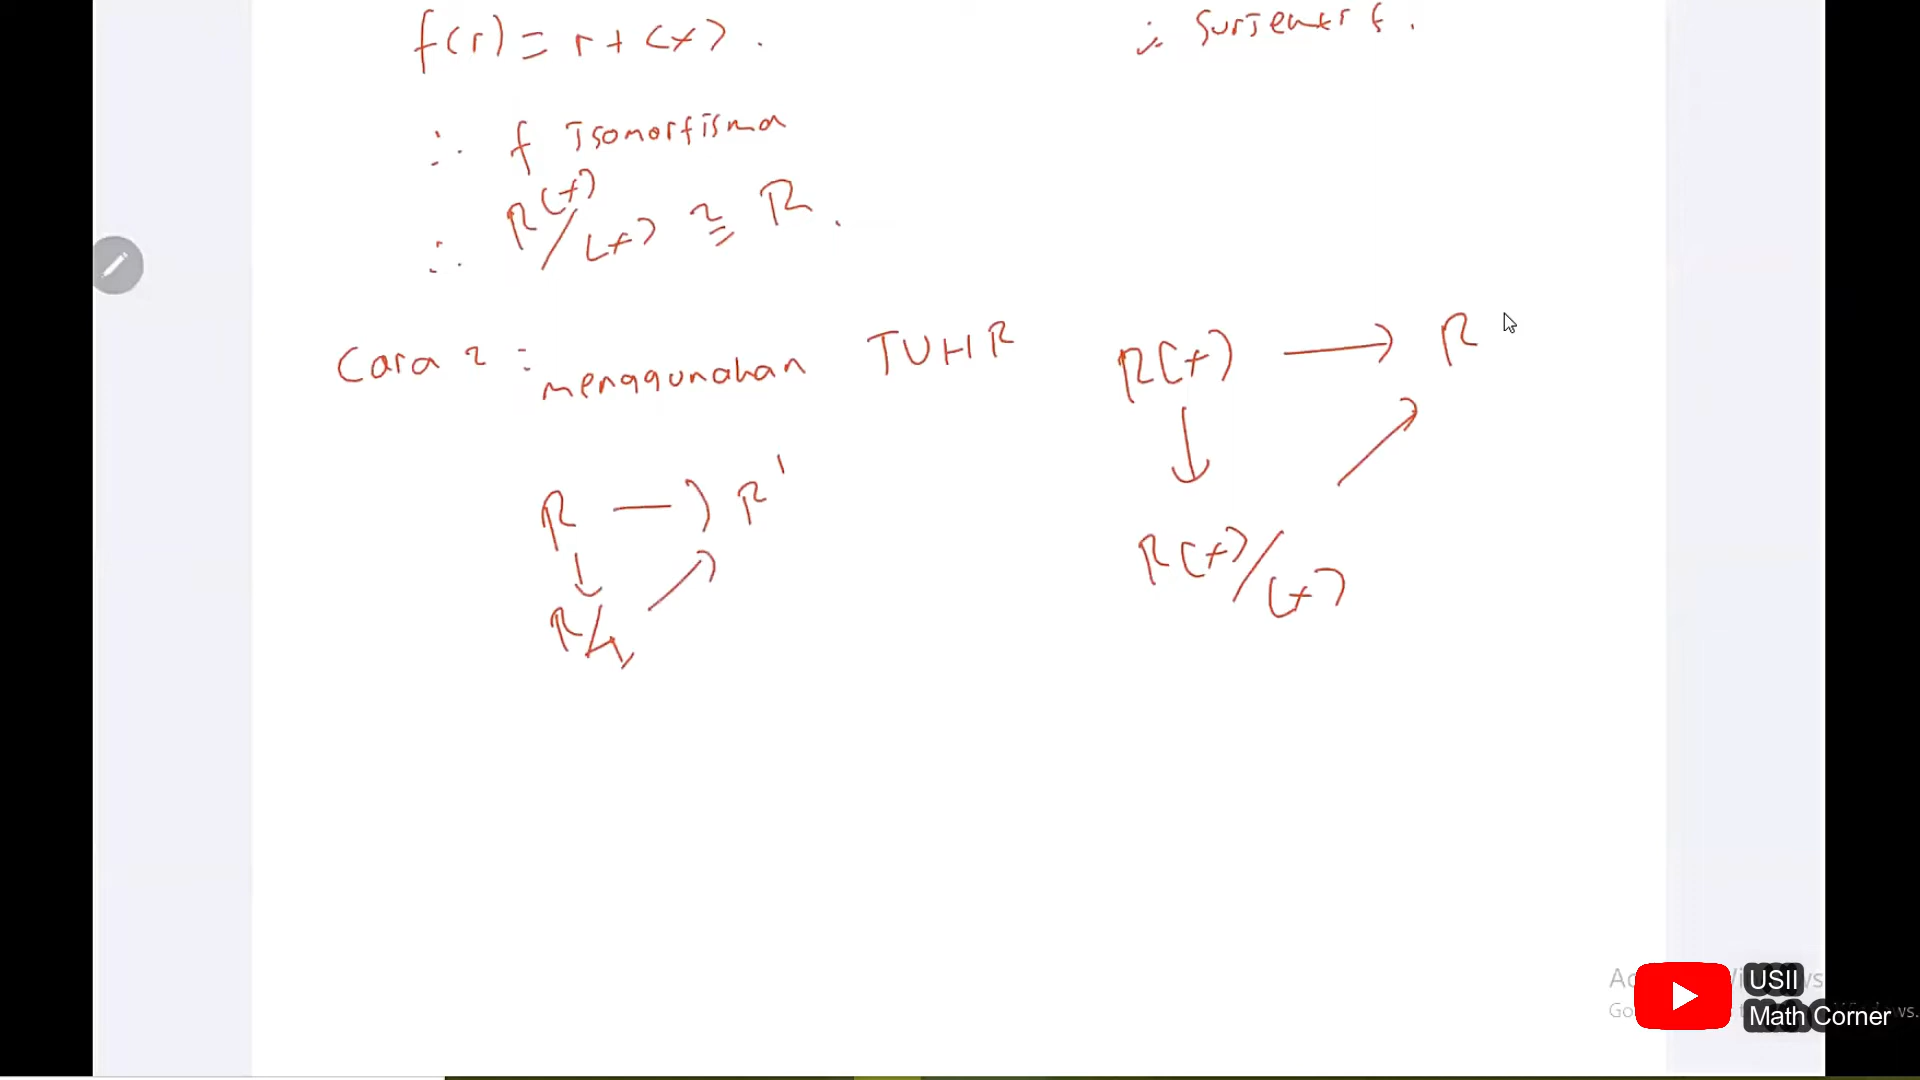 f(r) = r + <x> .
∴ Surjektif .
∴ f Isomorfisma
∴ R[x]/<x> ≅ R .
Cara 2 : menggunakan TUHR
R[x] → R
R → R'
R[x]/<x>
USII
Math Corner